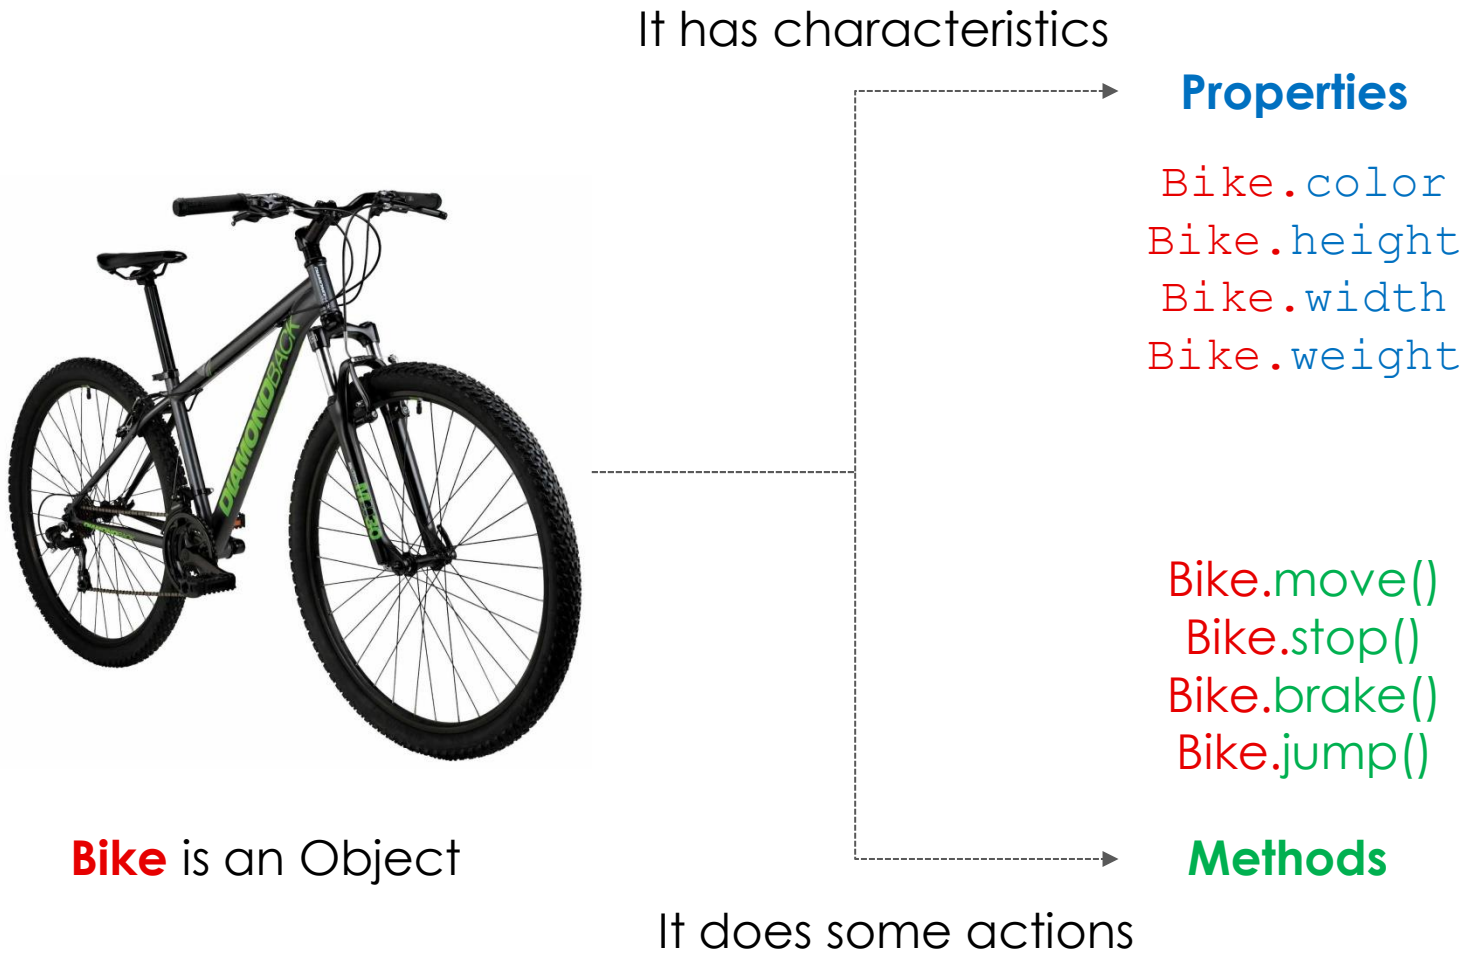 It has characteristics
Properties
Bike.color
Bike.height
Bike.width
Bike.weight
DIAMONDBACK
Bike.move()
Bike.stop()
Bike.brake()
Bike.jump()
Bike is an Object
Methods
It does some actions